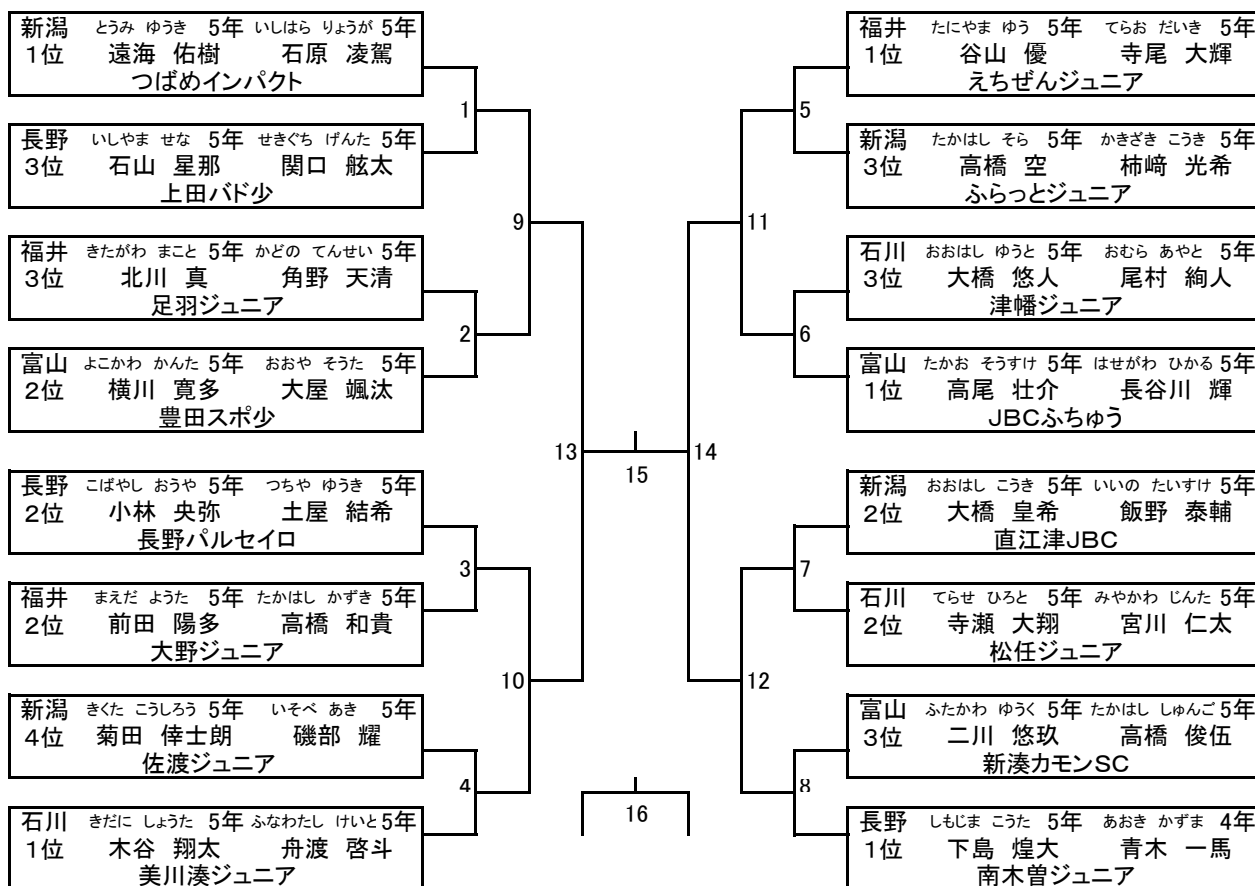 新潟 とうみ ゆうき 5年 いしはら りょうが 5年
1位 遠海 佑樹 石原 凌駕
つばめインパクト
1
長野 いしやま せな 5年 せきぐち げんた 5年
3位 石山 星那 関口 舷太
上田バド少
9
福井 きたがわ まこと 5年 かどの てんせい 5年
3位 北川 真 角野 天清
足羽ジュニア
2
富山 よこかわ かんた 5年 おおや そうた 5年
2位 横川 寛多 大屋 颯汰
豊田スポ少
13
長野 こばやし おうや 5年 つちや ゆうき 5年
2位 小林 央弥 土屋 結希
長野パルセイロ
3
福井 まえだ ようた 5年 たかはし かずき 5年
2位 前田 陽多 高橋 和貴
大野ジュニア
10
新潟 きくた こうしろう 5年 いそべ あき 5年
4位 菊田 倖士朗 磯部 耀
佐渡ジュニア
4
石川 きだに しょうた 5年 ふなわたし けいと 5年
1位 木谷 翔太 舟渡 啓斗
美川湊ジュニア
15
16
福井 たにやま ゆう 5年 てらお だいき 5年
1位 谷山 優 寺尾 大輝
えちぜんジュニア
5
新潟 たかはし そら 5年 かきざき こうき 5年
3位 高橋 空 柿﨑 光希
ふらっとジュニア
11
石川 おおはし ゆうと 5年 おむら あやと 5年
3位 大橋 悠人 尾村 絢人
津幡ジュニア
6
富山 たかお そうすけ 5年 はせがわ ひかる 5年
1位 高尾 壮介 長谷川 輝
JBCふちゅう
14
新潟 おおはし こうき 5年 いいの たいすけ 5年
2位 大橋 皇希 飯野 泰輔
直江津JBC
7
石川 てらせ ひろと 5年 みやかわ じんた 5年
2位 寺瀬 大翔 宮川 仁太
松任ジュニア
12
富山 ふたかわ ゆうく 5年 たかはし しゅんご 5年
3位 二川 悠玖 高橋 俊伍
新湊カモンSC
8
長野 しもじま こうた 5年 あおき かずま 4年
1位 下島 煌大 青木 一馬
南木曽ジュニア